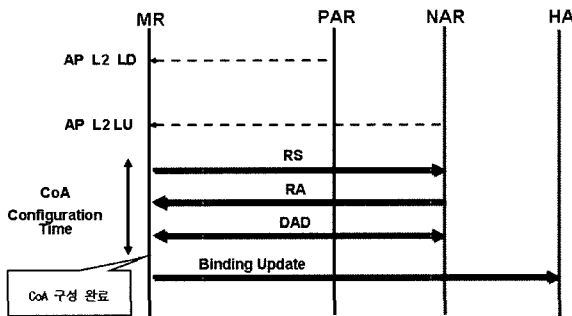 MR PAR NAR HA
AP L2 LD
AP L2 LU
RS
RA
CoA
Configuration
Time
DAD
Binding Update
CoA 구성 완료